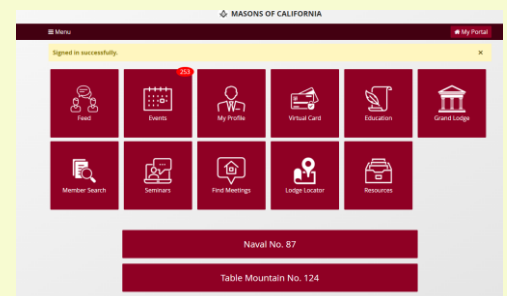 MASONS OF CALIFORNIA
Menu
My Portal
Signed in successfully.
×
253
Feed
Events
My Profile
Virtual Card
Education
Grand Lodge
Member Search
Seminars
Find Meetings
Lodge Locator
Resources
Naval No. 87
Table Mountain No. 124